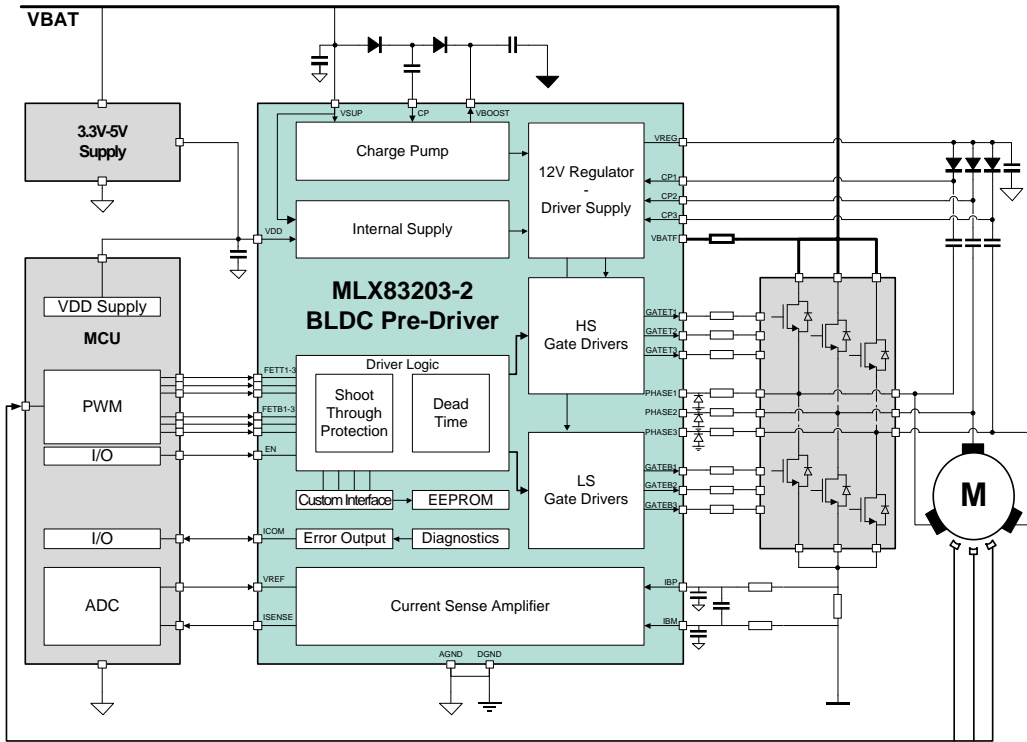 VBAT
3.3V-5V
Supply
VSUP
CP
VBOOST
Charge Pump
12V Regulator
-
Driver Supply
VREG
CP1
CP2
CP3
VBATF
Internal Supply
VDD
MLX83203-2
BLDC Pre-Driver
VDD Supply
MCU
PWM
I/O
I/O
ADC
FETT1-3
FETB1-3
EN
ICOM
VREF
ISENSE
Driver Logic
Shoot
Through
Protection
Dead
Time
HS
Gate Drivers
GATET1
GATET2
GATET3
PHASE1
PHASE2
PHASE3
LS
Gate Drivers
GATEB1
GATEB2
GATEB3
Custom Interface
EEPROM
Error Output
Diagnostics
Current Sense Amplifier
IBP
IBM
AGND
DGND
M